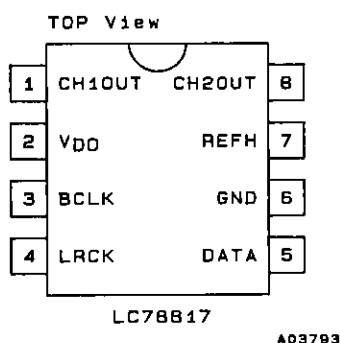 TOP View
1 CH1OUT CH2OUT 8
2 VDD REFH 7
3 BCLK GND 6
4 LRCK DATA 5
LC78817
A03793